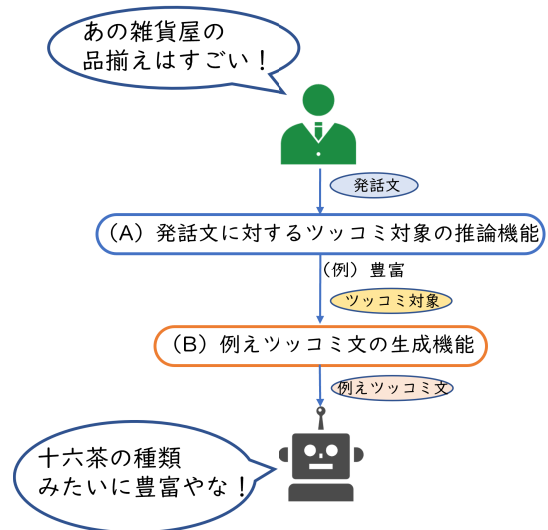 あの雑貨屋の
品揃えはすごい！
発話文
（A）発話文に対するツッコミ対象の推論機能
（例）豊富
ツッコミ対象
（B）例えツッコミ文の生成機能
例えツッコミ文
十六茶の種類
みたいに豊富やな！